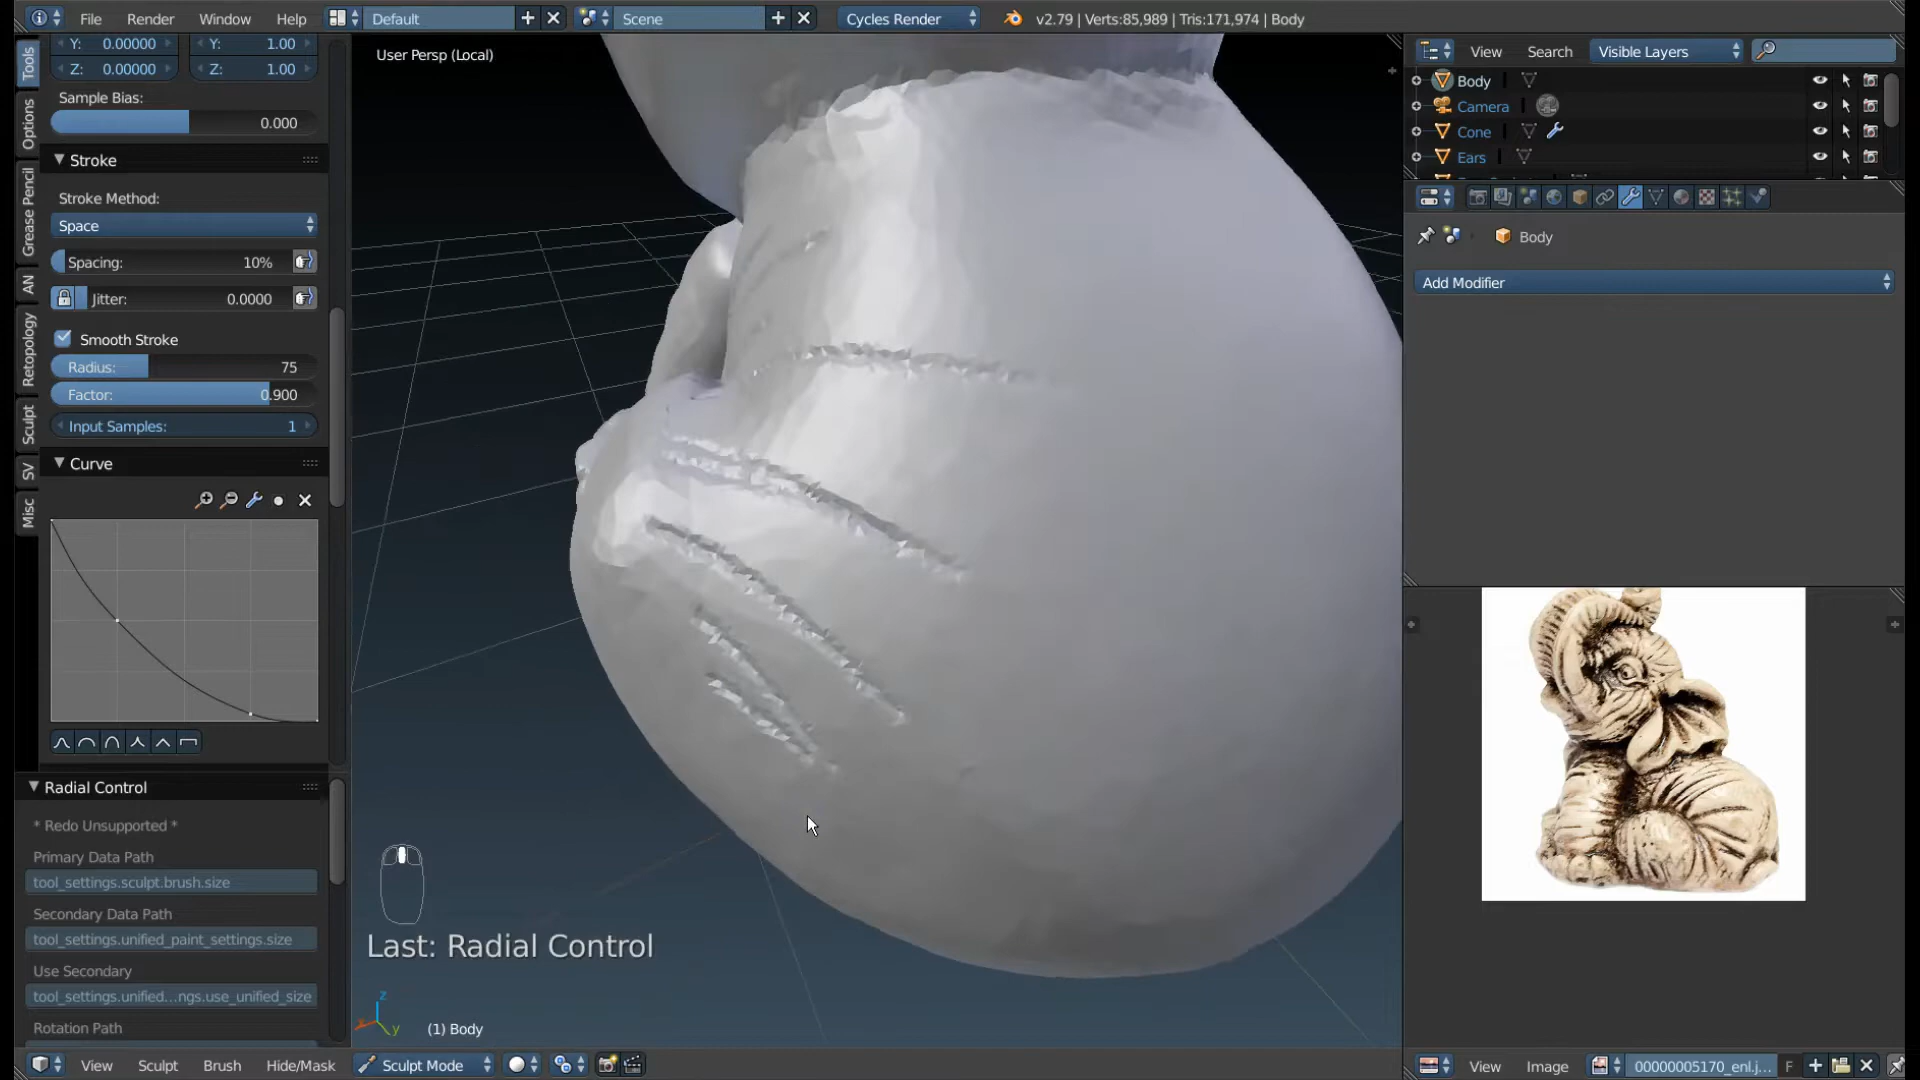 File Render Window Help Default Scene Cycles Render v2.79 | Verts:85,989 | Tris:171,974 | Body
Y: 0.00000 Y: 1.00
Z: 0.00000 Z: 1.00
Sample Bias:
0.000
Stroke
Stroke Method:
Space
Spacing: 10%
Jitter: 0.0000
Smooth Stroke
Radius: 75
Factor: 0.900
Input Samples: 1
Curve
Radial Control
* Redo Unsupported *
Primary Data Path
tool_settings.sculpt.brush.size
Secondary Data Path
tool_settings.unified_paint_settings.size
Use Secondary
tool_settings.unified...ngs.use_unified_size
Rotation Path
Tools
Options
Grease Pencil
AN
Retopology
Sculpt
SV
Misc
User Persp (Local)
Last: Radial Control
z
y
(1) Body
View Sculpt Brush Hide/Mask Sculpt Mode
View Search Visible Layers
Body
Camera
Cone
Ears
Body
Add Modifier
View Image 00000005170_enl.j... F